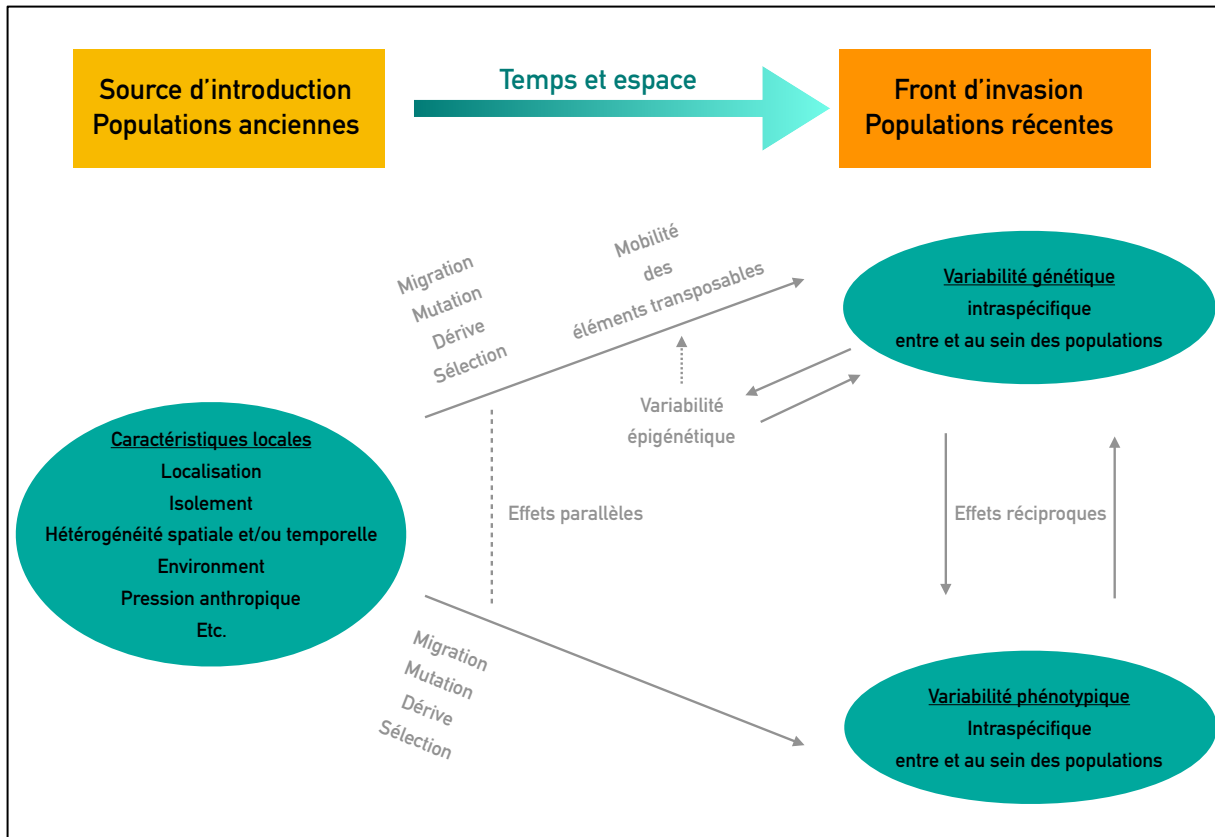 Source d'introduction
Populations anciennes
Temps et espace
Front d'invasion
Populations récentes
Migration
Mutation
Dérive
Sélection
Mobilité
des
éléments transposables
Variabilité génétique
intraspécifique
entre et au sein des populations
Variabilité
épigénétique
Caractéristiques locales
Localisation
Isolement
Hétérogénéité spatiale et/ou temporelle
Environment
Pression anthropique
Etc.
Effets parallèles
Effets réciproques
Migration
Mutation
Dérive
Sélection
Variabilité phénotypique
Intraspécifique
entre et au sein des populations